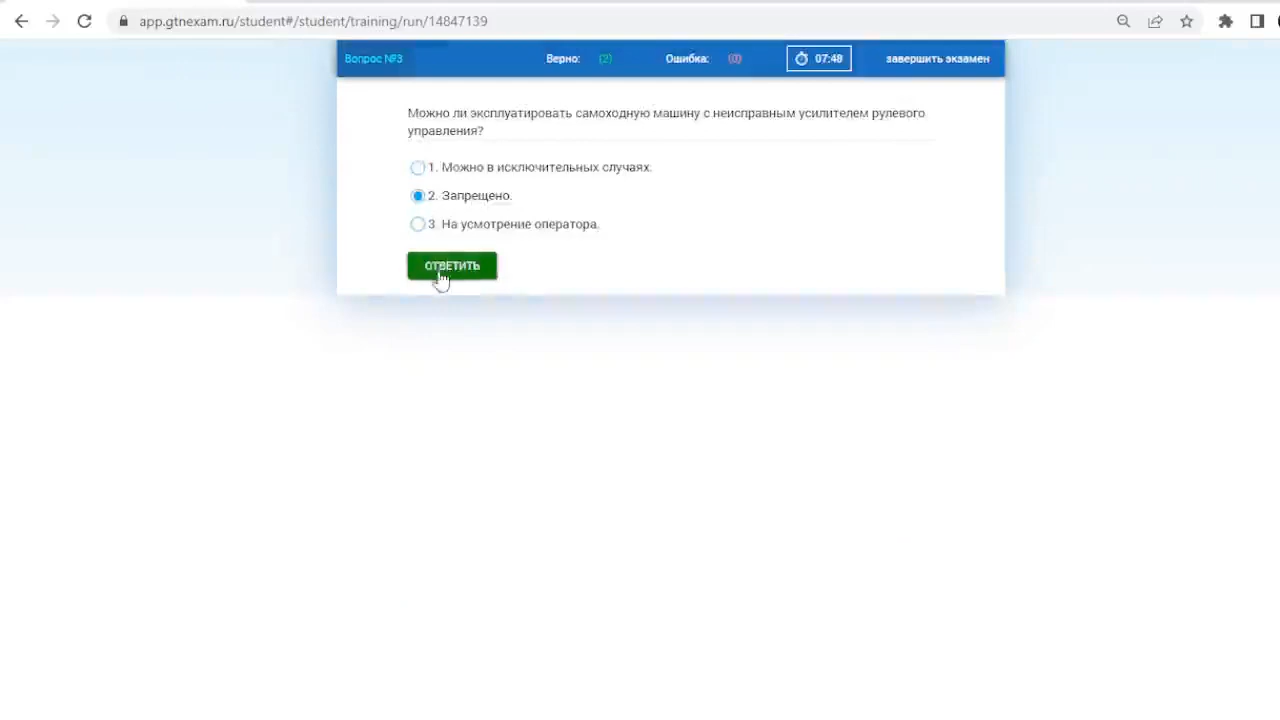 app.gtnexam.ru/student#/student/training/run/14847139
Вопрос №3 Верно: (2) Ошибка: (0) 07:48 завершить экзамен
Можно ли эксплуатировать самоходную машину с неисправным усилителем рулевого
управления?
1. Можно в исключительных случаях.
2. Запрещено.
3. На усмотрение оператора.
ОТВЕТИТЬ